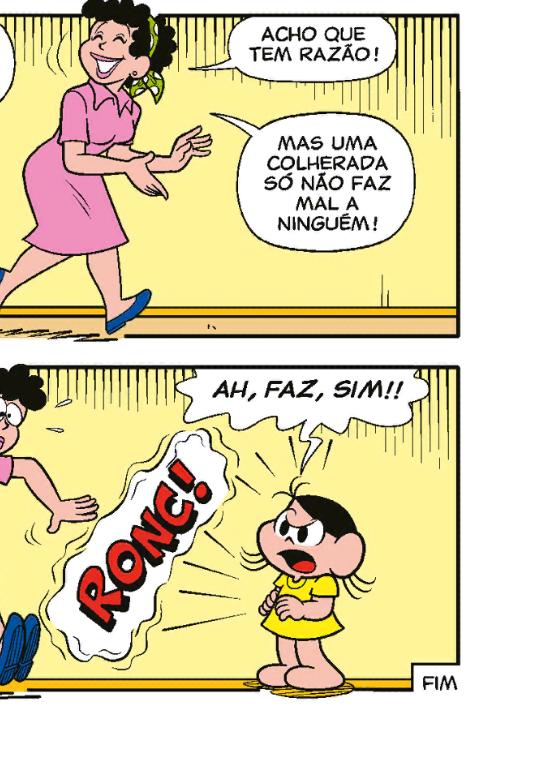 ACHO QUE
TEM RAZÃO!
MAS UMA
COLHERADA
SÓ NÃO FAZ
MAL A
NINGUÉM!
AH, FAZ, SIM!!
RONC!
FIM